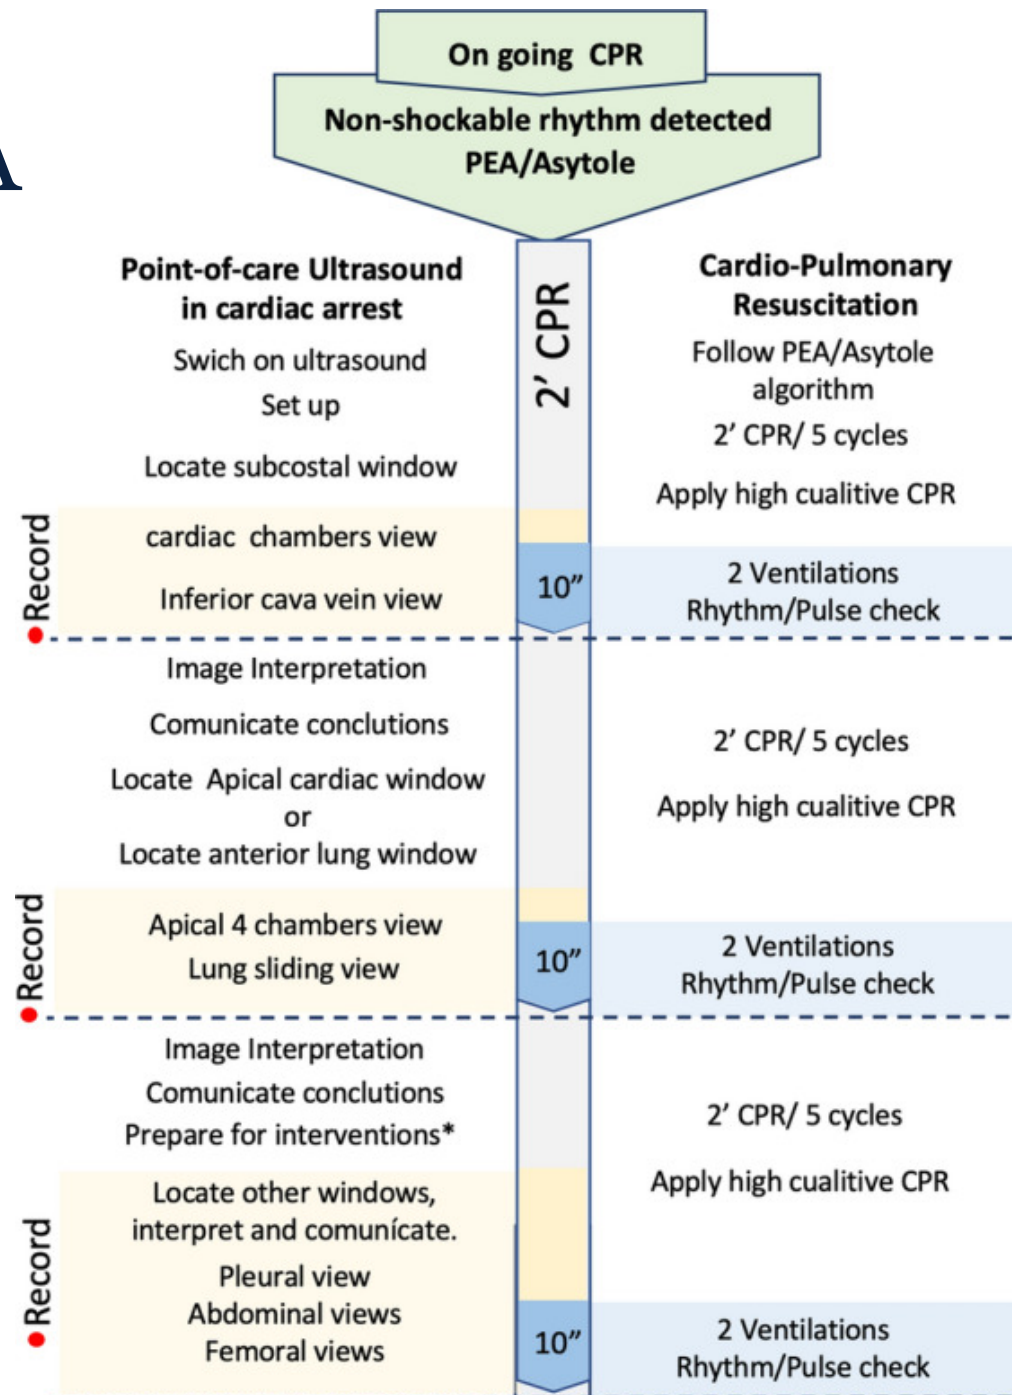 A
On going CPR
Non-shockable rhythm detected
PEA/Asytole
Point-of-care Ultrasound
in cardiac arrest
Swich on ultrasound
Set up
Locate subcostal window
2’ CPR
Cardio-Pulmonary
Resuscitation
Follow PEA/Asytole
algorithm
2’ CPR/ 5 cycles
Apply high cualitive CPR
Record
cardiac chambers view
Inferior cava vein view
10”
2 Ventilations
Rhythm/Pulse check
Image Interpretation
Comunicate conclutions
Locate Apical cardiac window
or
Locate anterior lung window
2’ CPR/ 5 cycles
Apply high cualitive CPR
Record
Apical 4 chambers view
Lung sliding view
10”
2 Ventilations
Rhythm/Pulse check
Image Interpretation
Comunicate conclutions
Prepare for interventions*
2’ CPR/ 5 cycles
Apply high cualitive CPR
Record
Locate other windows,
interpret and comunícate.
Pleural view
Abdominal views
Femoral views
10”
2 Ventilations
Rhythm/Pulse check